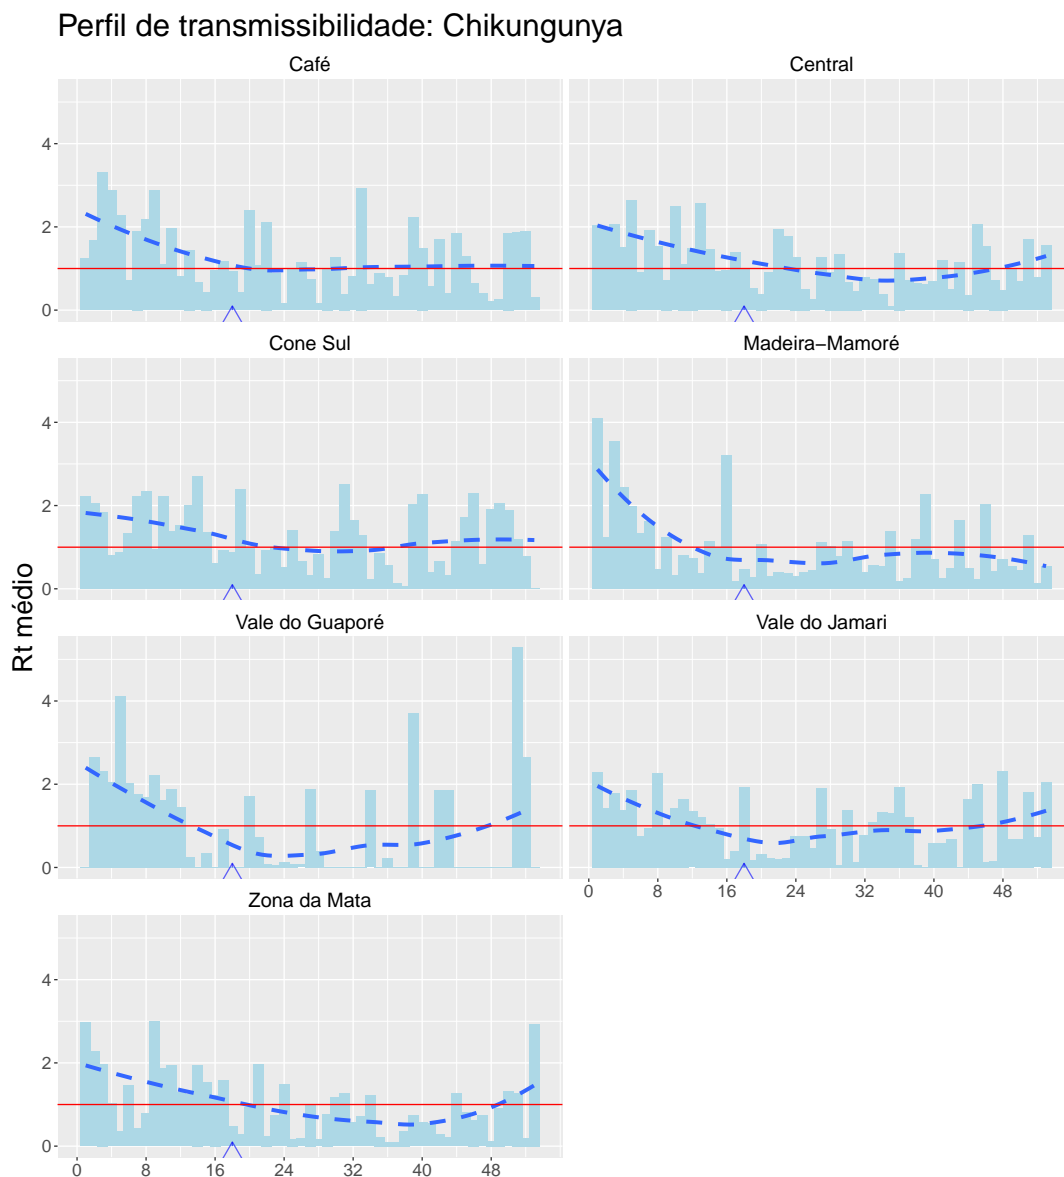 Perfil de transmissibilidade: Chikungunya
Café
Central
4
2
0
Cone Sul
Madeira−Mamoré
4
2
0
Rt médio
Vale do Guaporé
Vale do Jamari
4
2
0
0 8 16 24 32 40 48
Zona da Mata
4
2
0
0 8 16 24 32 40 48